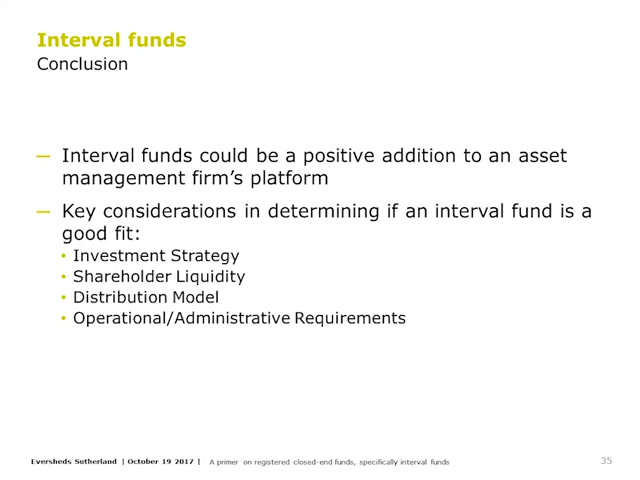 Interval funds
Conclusion
— Interval funds could be a positive addition to an asset
management firm's platform
— Key considerations in determining if an interval fund is a
good fit:
• Investment Strategy
• Shareholder Liquidity
• Distribution Model
• Operational/Administrative Requirements
Eversheds Sutherland | October 19 2017 | A primer on registered closed-end funds, specifically interval funds 35